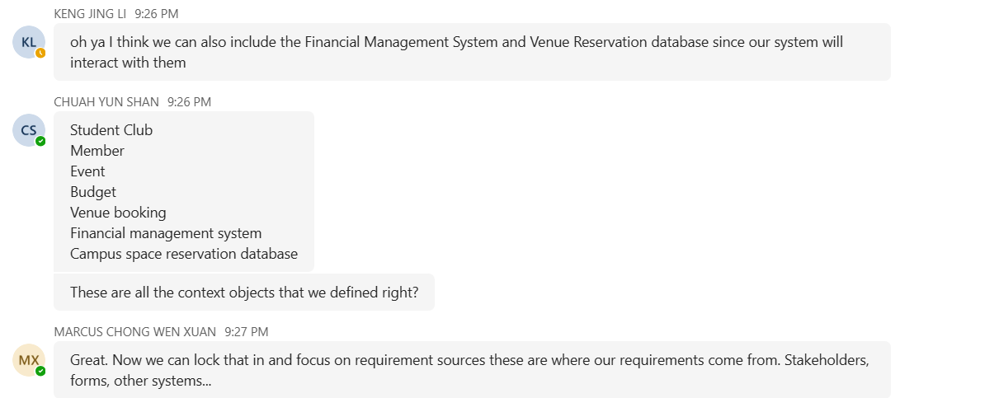 KENG JING LI 9:26 PM
KL
oh ya I think we can also include the Financial Management System and Venue Reservation database since our system will
interact with them
CHUAH YUN SHAN 9:26 PM
CS
Student Club
Member
Event
Budget
Venue booking
Financial management system
Campus space reservation database
These are all the context objects that we defined right?
MARCUS CHONG WEN XUAN 9:27 PM
MX
Great. Now we can lock that in and focus on requirement sources these are where our requirements come from. Stakeholders,
forms, other systems...